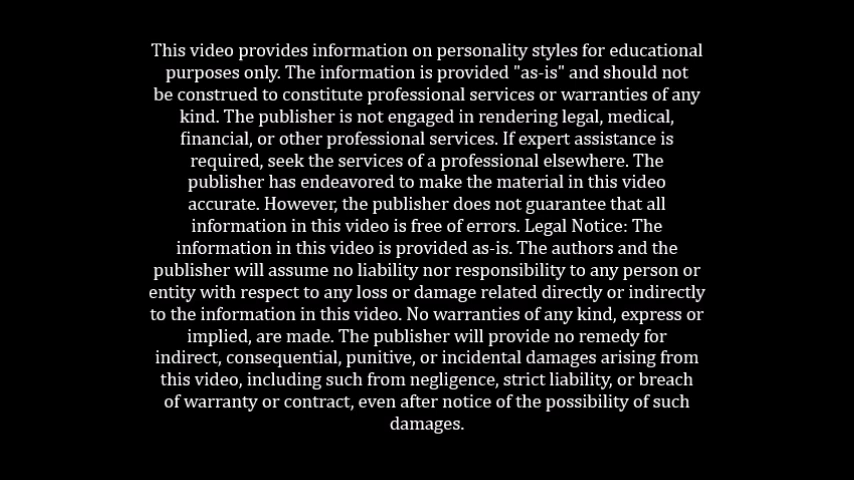 This video provides information on personality styles for educational
purposes only. The information is provided "as-is" and should not
be construed to constitute professional services or warranties of any
kind. The publisher is not engaged in rendering legal, medical,
financial, or other professional services. If expert assistance is
required, seek the services of a professional elsewhere. The
publisher has endeavored to make the material in this video
accurate. However, the publisher does not guarantee that all
information in this video is free of errors. Legal Notice: The
information in this video is provided as-is. The authors and the
publisher will assume no liability nor responsibility to any person or
entity with respect to any loss or damage related directly or indirectly
to the information in this video. No warranties of any kind, express or
implied, are made. The publisher will provide no remedy for
indirect, consequential, punitive, or incidental damages arising from
this video, including such from negligence, strict liability, or breach
of warranty or contract, even after notice of the possibility of such
damages.